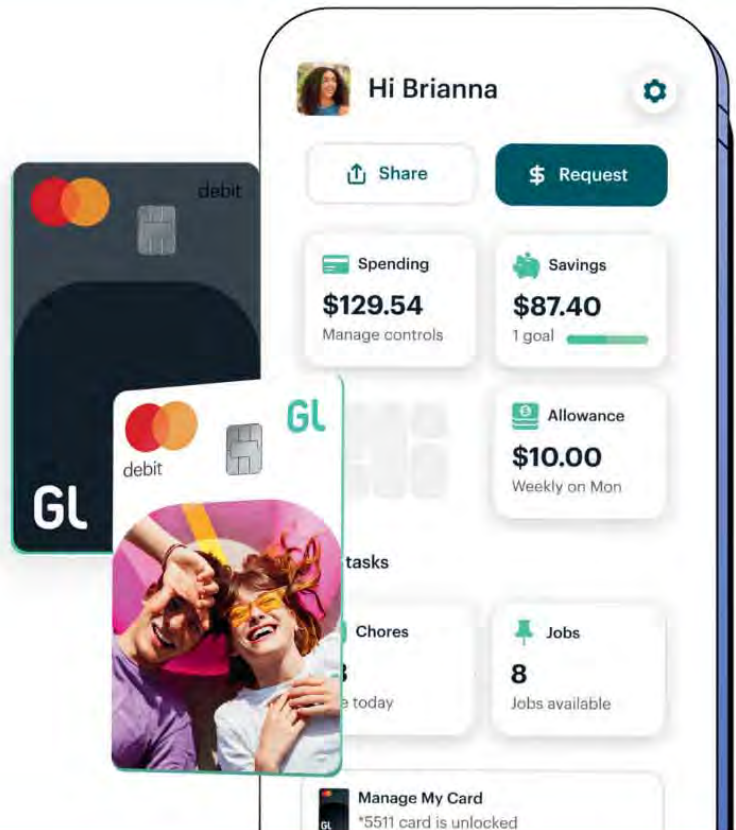 Hi Brianna
Share
$ Request
debit
Spending
$129.54
Manage controls
Savings
$87.40
1 goal
GL
debit
GL
Allowance
$10.00
Weekly on Mon
tasks
Chores
today
Jobs
8
Jobs available
Manage My Card
*5511 card is unlocked
GL